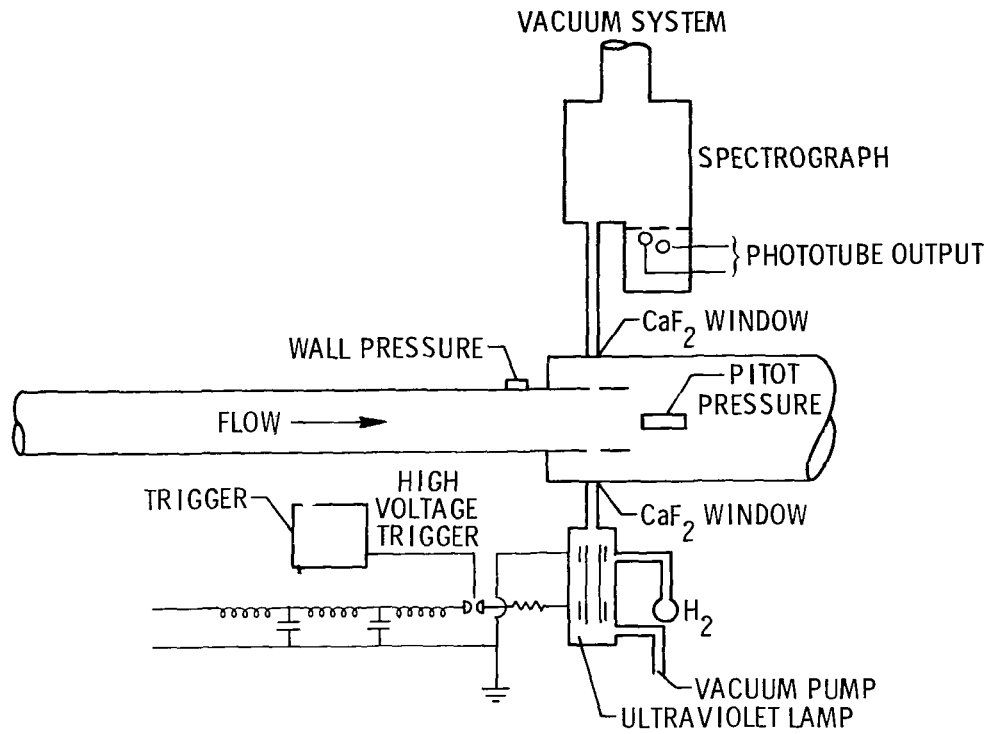 VACUUM SYSTEM
SPECTROGRAPH
PHOTOTUBE OUTPUT
CaF2 WINDOW
WALL PRESSURE
PITOT
PRESSURE
FLOW
HIGH
VOLTAGE
TRIGGER
TRIGGER
CaF2 WINDOW
H2
VACUUM PUMP
ULTRAVIOLET LAMP